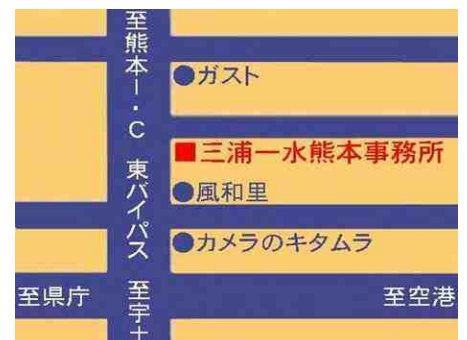 至熊本I・C 東バイパス 至宇土
●ガスト
■三浦一水熊本事務所
●風和里
●カメラのキタムラ
至県庁
至空港